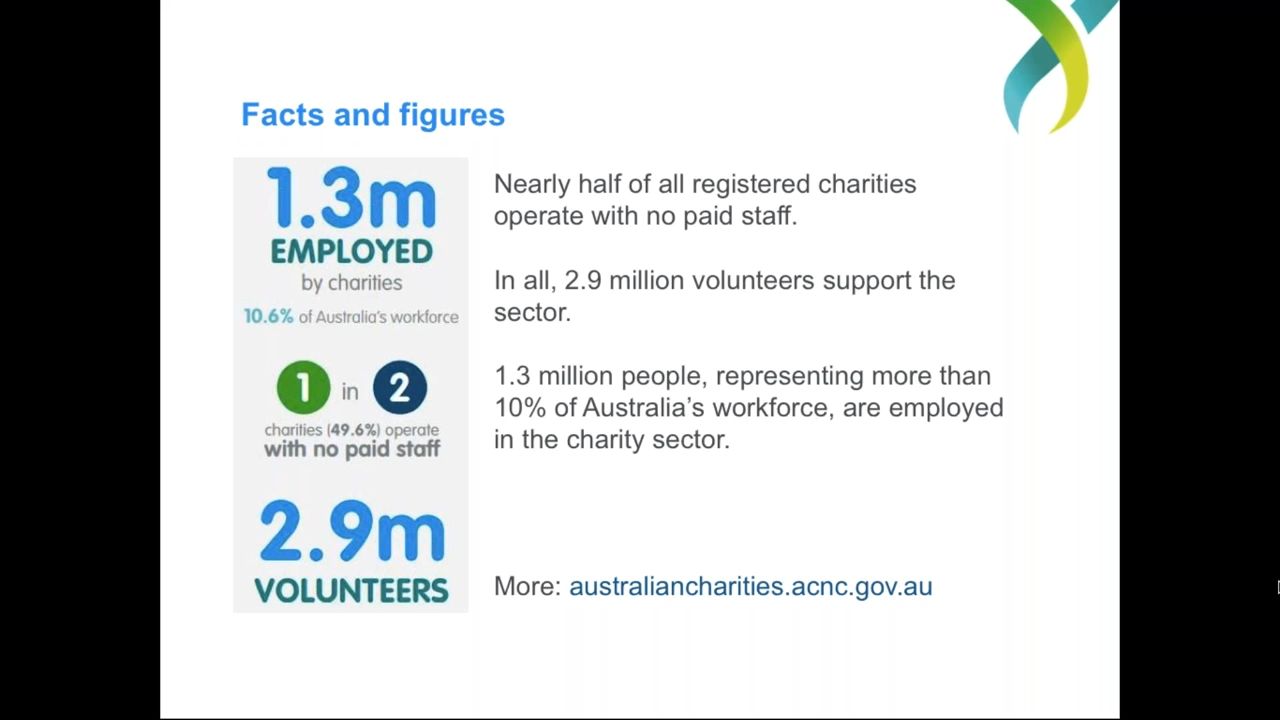 Facts and figures
1.3m
EMPLOYED
by charities
10.6% of Australia's workforce
1 in 2
charities (49.6%) operate
with no paid staff
2.9m
VOLUNTEERS
Nearly half of all registered charities
operate with no paid staff.
In all, 2.9 million volunteers support the
sector.
1.3 million people, representing more than
10% of Australia’s workforce, are employed
in the charity sector.
More: australiancharities.acnc.gov.au